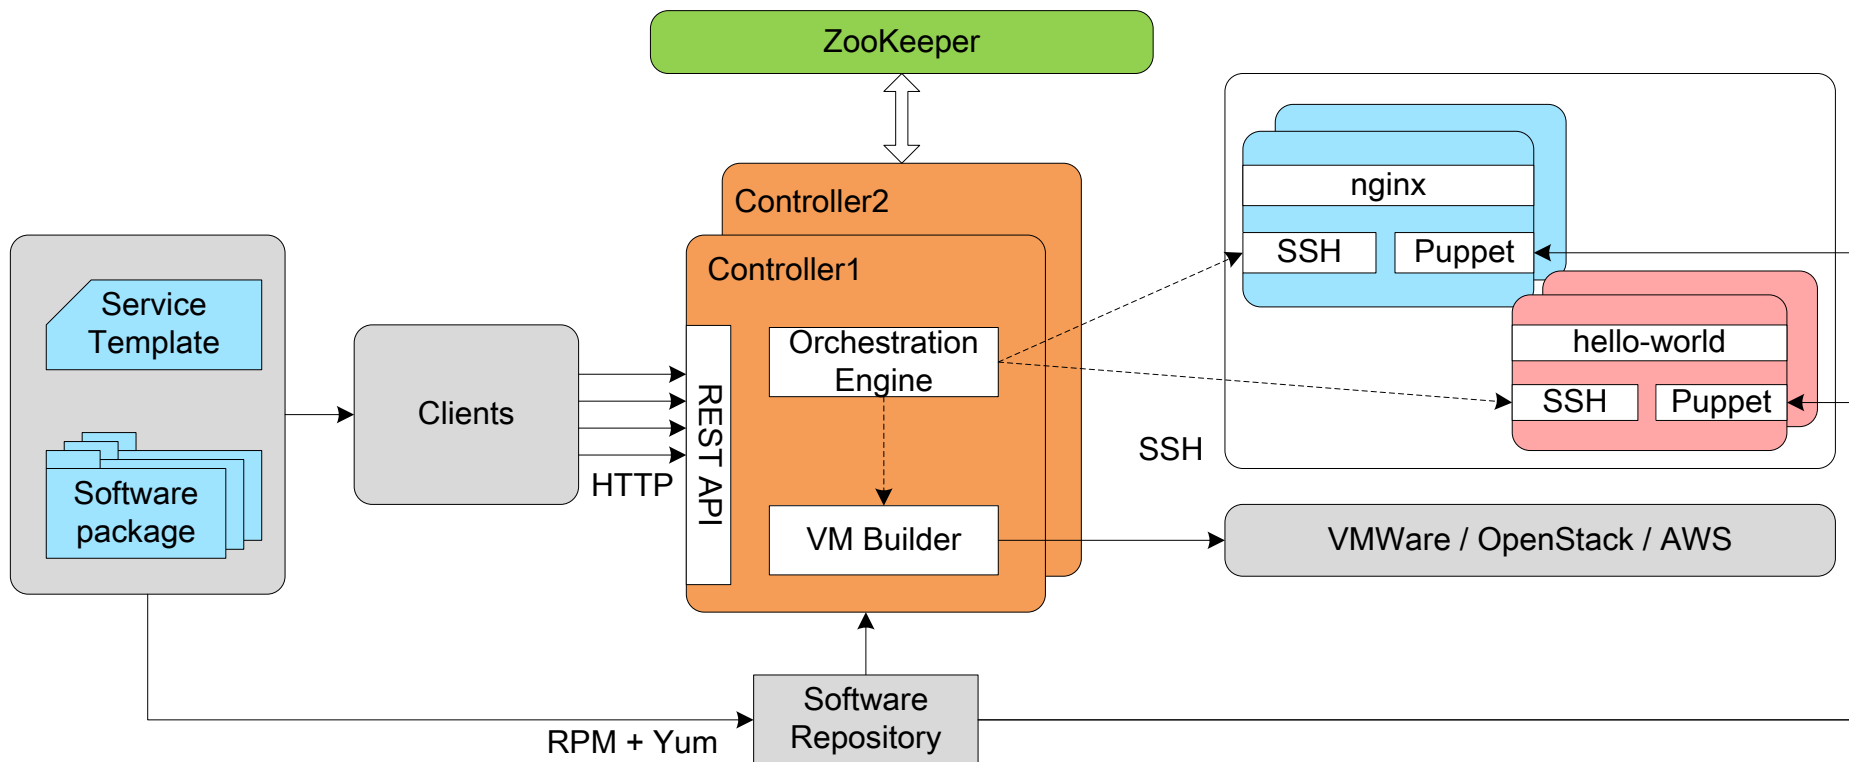 ZooKeeper
Controller2
Controller1
nginx
SSH
Puppet
Service
Template
Orchestration
Engine
hello-world
SSH
Puppet
Clients
REST API
SSH
HTTP
Software
package
VM Builder
VMWare / OpenStack / AWS
Software
Repository
RPM + Yum